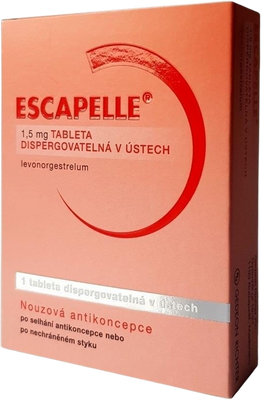 ESCAPELLE®
1,5 mg TABLETA
DISPERGOVATELNÁ V ÚSTECH
levonorgestrelum
1 tableta dispergovatelná v ústech
Nouzová antikoncepce
po selhání antikoncepce nebo
po nechráněném styku